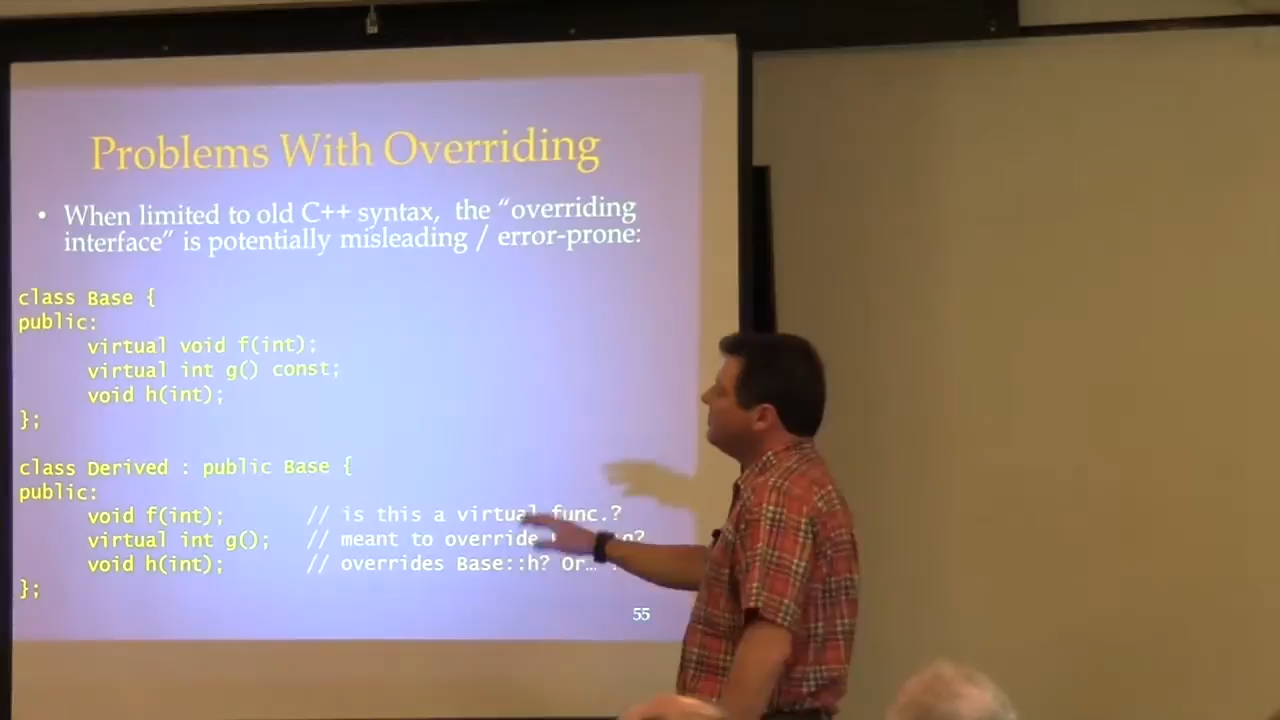 Problems With Overriding
• When limited to old C++ syntax, the “overriding
interface” is potentially misleading / error-prone:
class Base {
public:
virtual void f(int);
virtual int g() const;
void h(int);
};
class Derived : public Base {
public:
void f(int); // is this a virtual func.?
virtual int g(); // meant to override g?
void h(int); // overrides Base::h? Or…
};
55